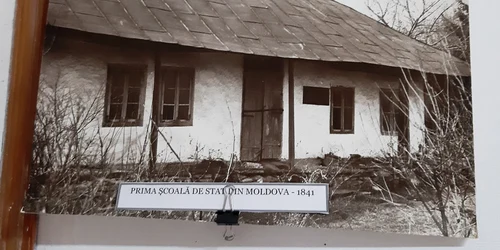 PRIMA ŞCOALĂ DE STAT DIN MOLDOVA - 1841